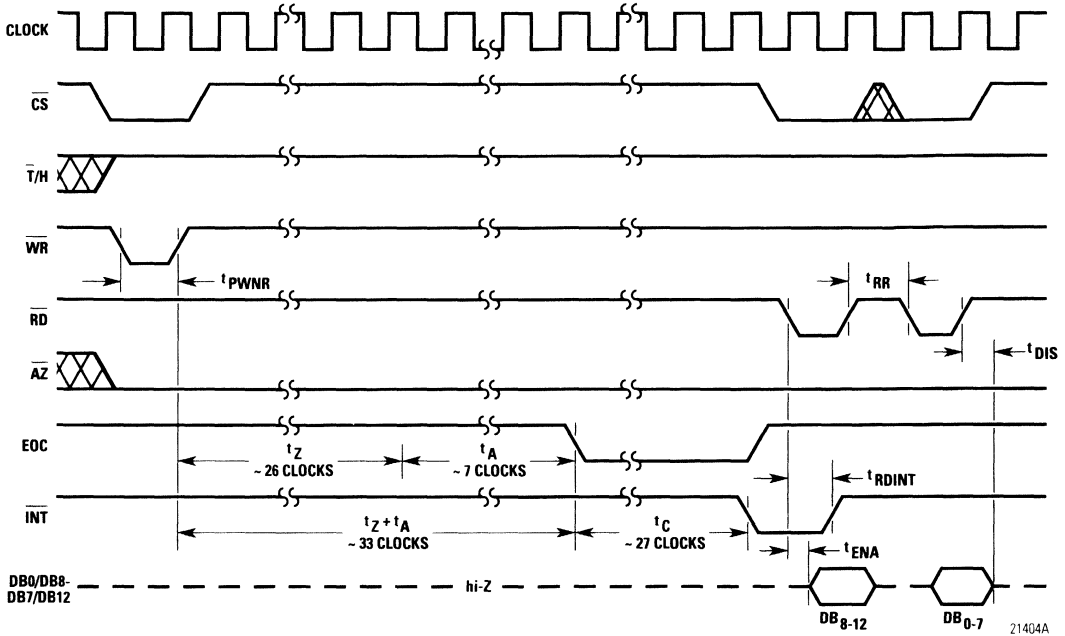 CLOCK
CS
T/H
WR
tPWNR
tRR
RD
tDIS
AZ
EOC
tZ
~ 26 CLOCKS
tA
~ 7 CLOCKS
tRDINT
INT
tZ + tA
~ 33 CLOCKS
tC
~ 27 CLOCKS
tENA
DB0/DB8-
DB7/DB12
hi-Z
DB8-12
DB0-7
21404A